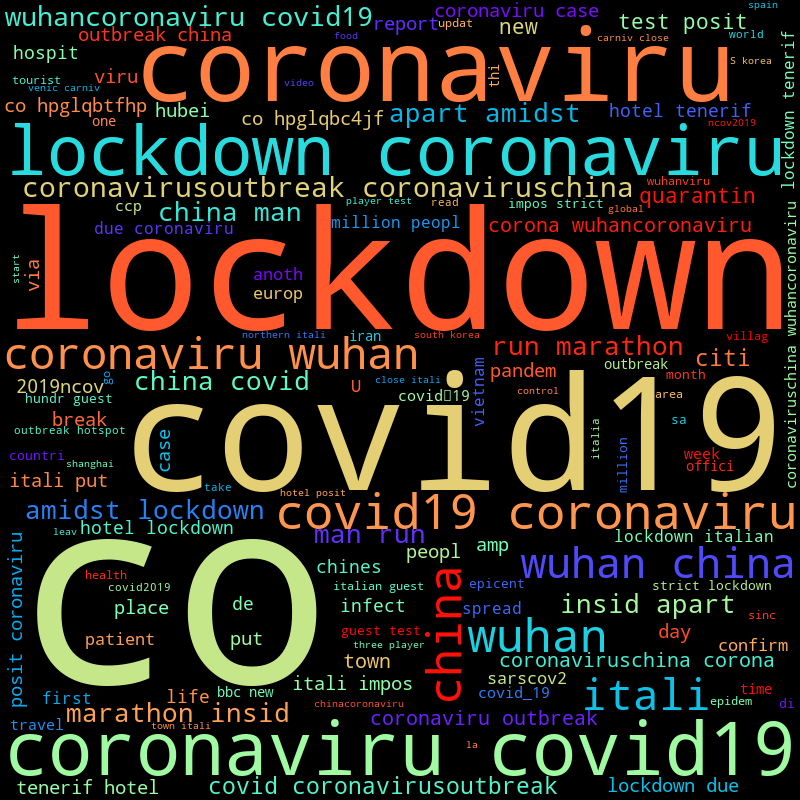 wuhancoronaviru covid19
coronaviru case
spain
report
updat
test posit
outbreak china
new
food
carniv close
world
hospit
coronaviru
tourist
viru
thi
S korea
venic carniv
video
co hpglqbtfhp
hubei
co hpglqbc4jf
apart amidst
hotel tenerif
one
ncov2019
lockdown coronaviru
lockdown tenerif
coronavirusoutbreak coronaviruschina
wuhanviru
quarantin
ccp
china man
player test
read
impos strict
global
due coronaviru
million peopl
corona wuhancoronaviru
lockdown
start
via
anoth
europ
northern itali
iran
south korea
villag
coronaviru wuhan
run marathon
outbreak
citi
2019ncov
go
china covid
U
close itali
vietnam
pandem
month
hundr guest
covid 19
control
area
coronaviruschina wuhancoronaviru
break
covid19
sa
outbreak hotspot
case
italia
countri
shanghai
week
offici
million
itali put
take
hotel posit
amidst lockdown
covid19 coronaviru
leav
hotel lockdown
man run
amp
lockdown italian
co
peopl
wuhan china
posit coronaviru
chines
health
covid2019
italian guest
china
epicent
strict lockdown
place
de
infect
spread
insid apart
sinc
patient
put
guest test
wuhan
day
three player
confirm
town
coronaviruschina corona
first
life
bbc new
itali impos
sarscov2
covid_19
itali
time
epidem
di
marathon insid
chinacoronaviru
travel
town itali
coronaviru outbreak
coronaviru covid19
la
tenerif hotel
covid coronavirusoutbreak
lockdown due